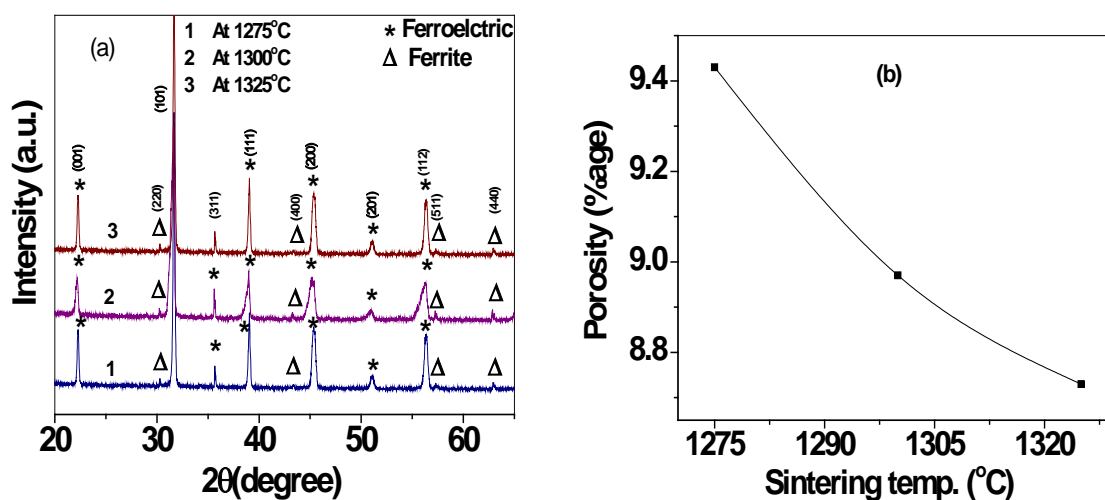 (a)
1 At 1275°C
2 At 1300°C
3 At 1325°C
* Ferroelctric
Δ Ferrite
Intensity (a.u.)
(001)
(220)
(101)
(311)
(111)
(400)
(200)
(201)
(112)
(511)
(440)
* Δ * * * * Δ Δ Δ
3
* Δ * * Δ * * * Δ Δ
2
* Δ * * Δ * * * Δ Δ
1
20 30 40 50 60
2θ(degree)
(b)
Porosity (%age)
9.4
9.2
9.0
8.8
1275 1290 1305 1320
Sintering temp. (°C)